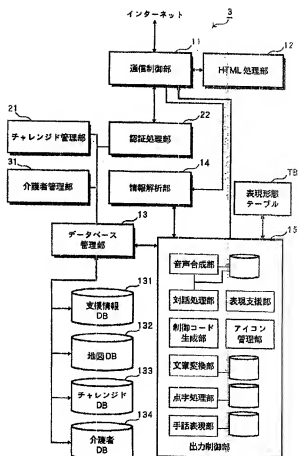 インターネット
3
11
通信制御部
12
HTML処理部
21
チャレンジド管理部
22
認証処理部
31
介護者管理部
14
情報解析部
TB
表現形態
テーブル
13
データベース
管理部
15
131
支援情報
DB
132
地図DB
133
チャレンジド
DB
134
介護者
DB
音声合成部
対話処理部
表現支援部
制御コード
生成部
アイコン
管理部
文章変換部
点字処理部
手話表現部
出力制御部